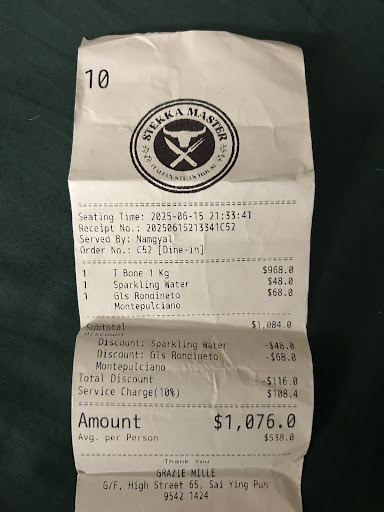 10
STEKKA MASTER
ITALIAN STEAK HOUSE
Seating Time: 2025-06-15 21:33:41
Receipt No.: 20250615213341C52
Served By: Namgyal
Order No.: C52 [Dine-in]
1 T Bone 1 Kg $968.0
1 Sparkling Water $48.0
1 Gls Rondineto $68.0
Montepulciano
Subtotal $1,084.0
Discount
Discount: Sparkling Water -$48.0
Discount: Gls Rondineto -$68.0
Montepulciano
Total Discount -$116.0
Service Charge(10%) $108.4
Amount $1,076.0
Avg. per Person $538.0
Thank You
GRAZIE MILLE
G/F, High Street 65, Sai Ying Pun
9542 1424